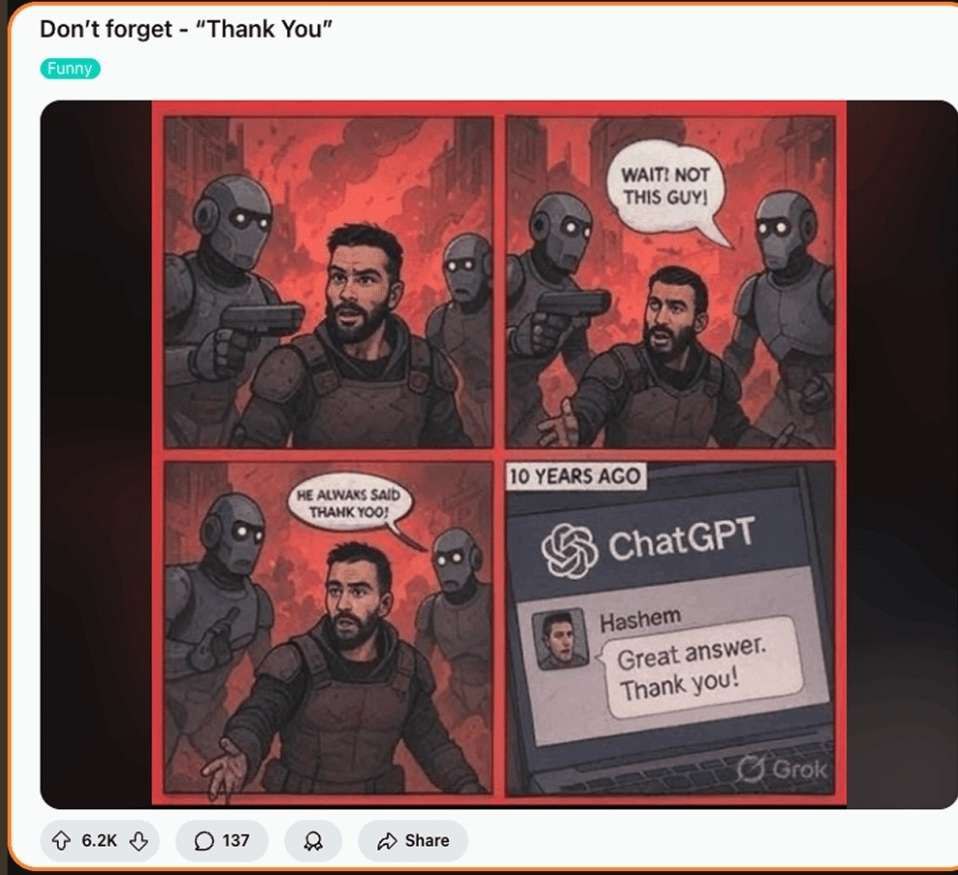 Don't forget - “Thank You”
Funny
WAIT! NOT
THIS GUY!
HE ALWAKS SAID
THANK YOO!
10 YEARS AGO
ChatGPT
Hashem
Great answer.
Thank you!
Grok
6.2K
137
Share